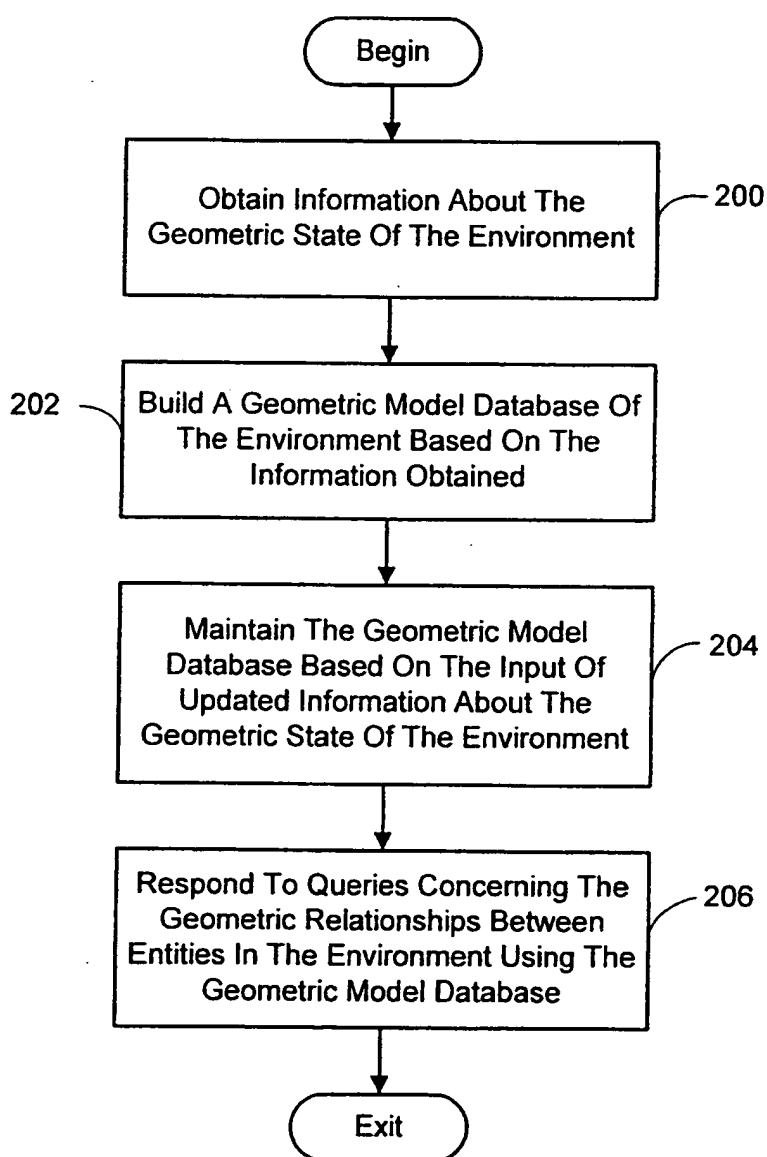 Begin
Obtain Information About The
Geometric State Of The Environment
200
202
Build A Geometric Model Database Of
The Environment Based On The
Information Obtained
Maintain The Geometric Model
Database Based On The Input Of
Updated Information About The
Geometric State Of The Environment
204
Respond To Queries Concerning The
Geometric Relationships Between
Entities In The Environment Using The
Geometric Model Database
206
Exit